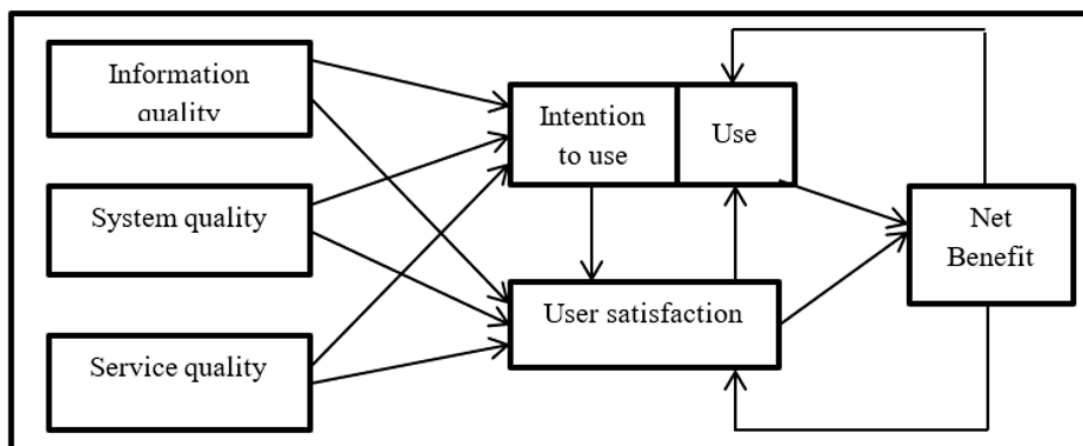 Information
quality
System quality
Service quality
Intention
to use
Use
User satisfaction
Net
Benefit